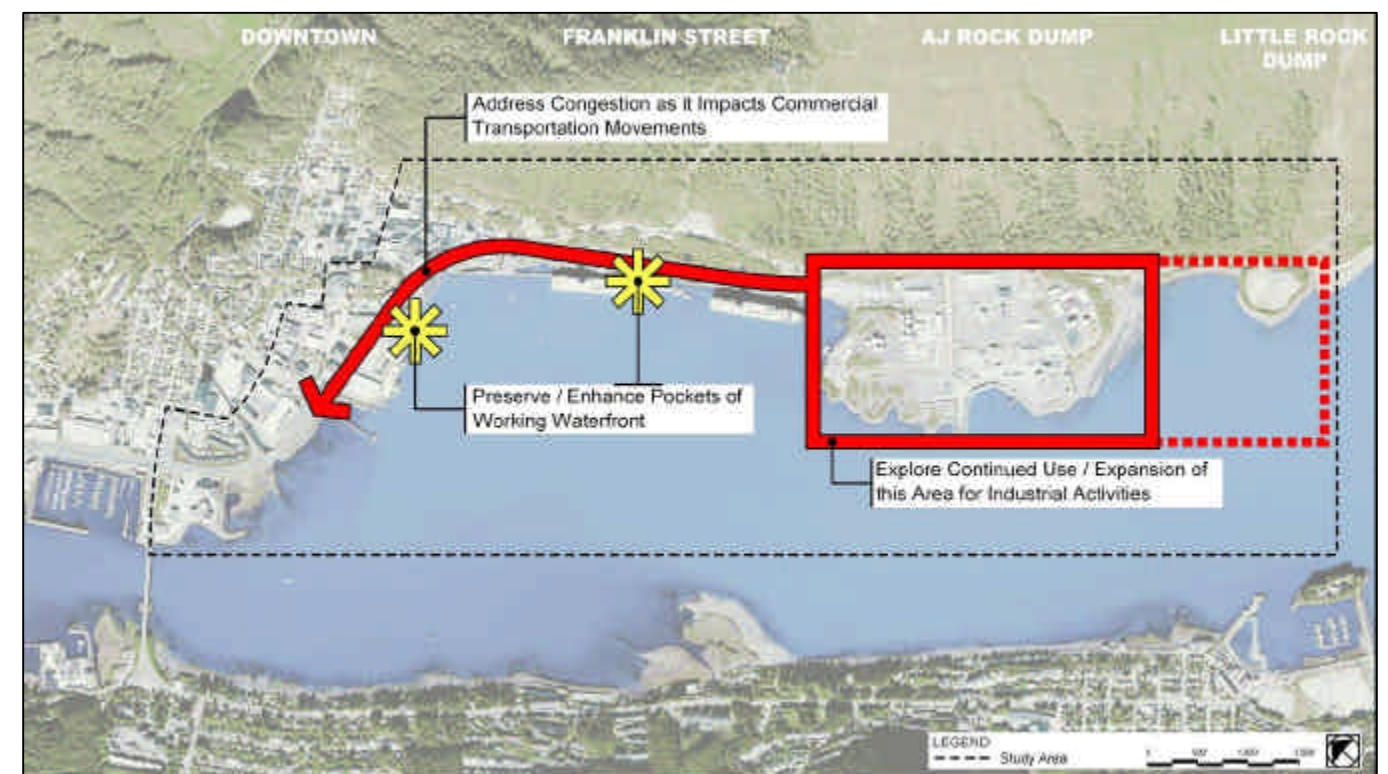 DOWNTOWN
FRANKLIN STREET
AJ ROCK DUMP
LITTLE ROCK
DUMP
Address Congestion as it Impacts Commercial
Transportation Movements
Preserve / Enhance Pockets of
Working Waterfront
Explore Continued Use / Expansion of
this Area for Industrial Activities
LEGEND
Study Area
0